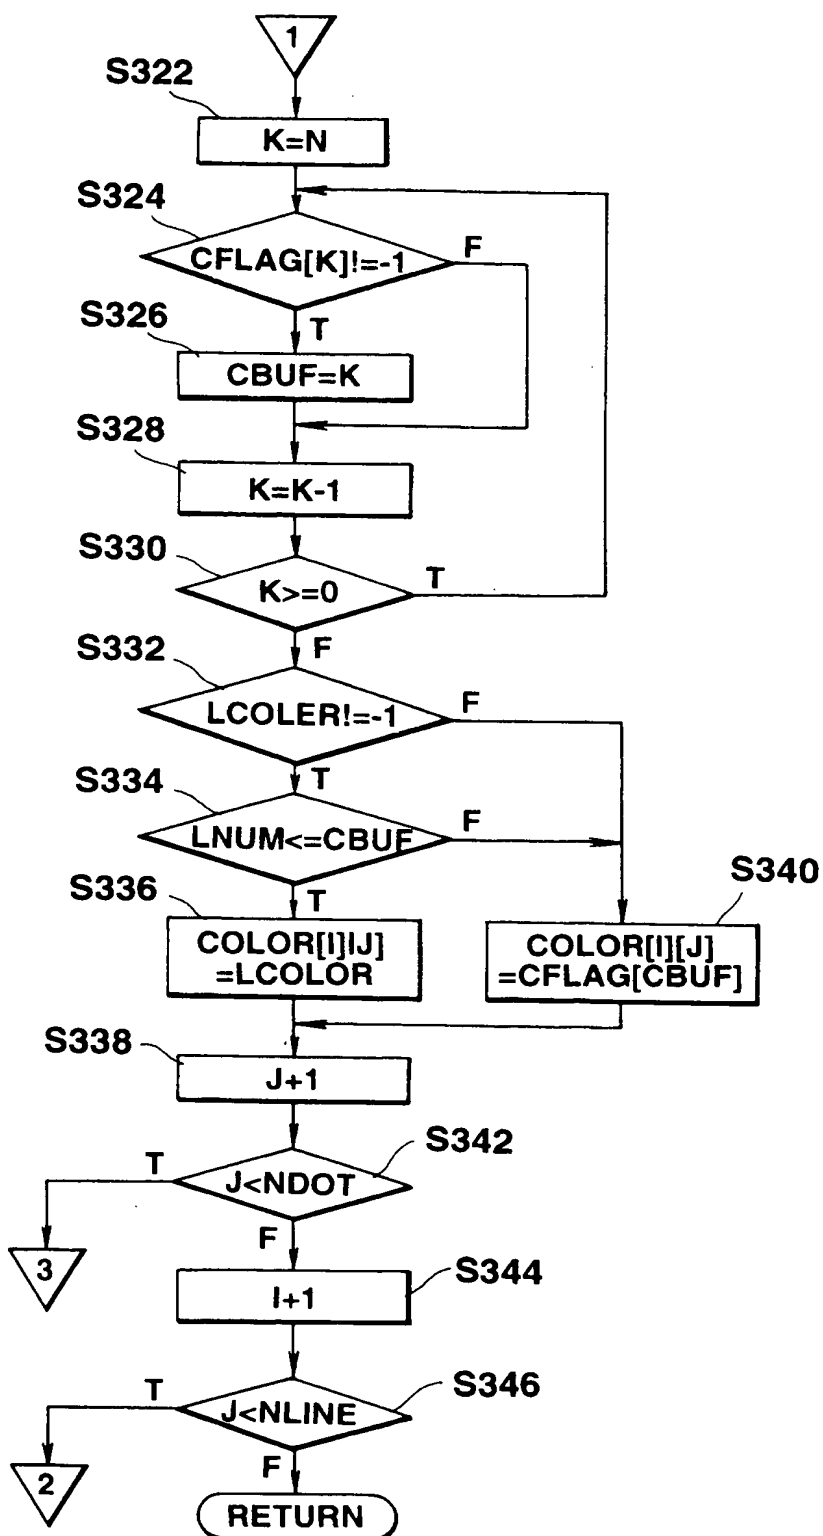 1
S322
K=N
S324
CFLAG[K]!=-1
F
T
S326
CBUF=K
S328
K=K-1
S330
K>=0
T
F
S332
LCOLER!=-1
F
T
S334
LNUM<=CBUF
F
T
S336
COLOR[I]IJ]
=LCOLOR
S340
COLOR[I][J]
=CFLAG[CBUF]
S338
J+1
S342
J<NDOT
T
F
3
S344
I+1
S346
J<NLINE
T
F
2
RETURN